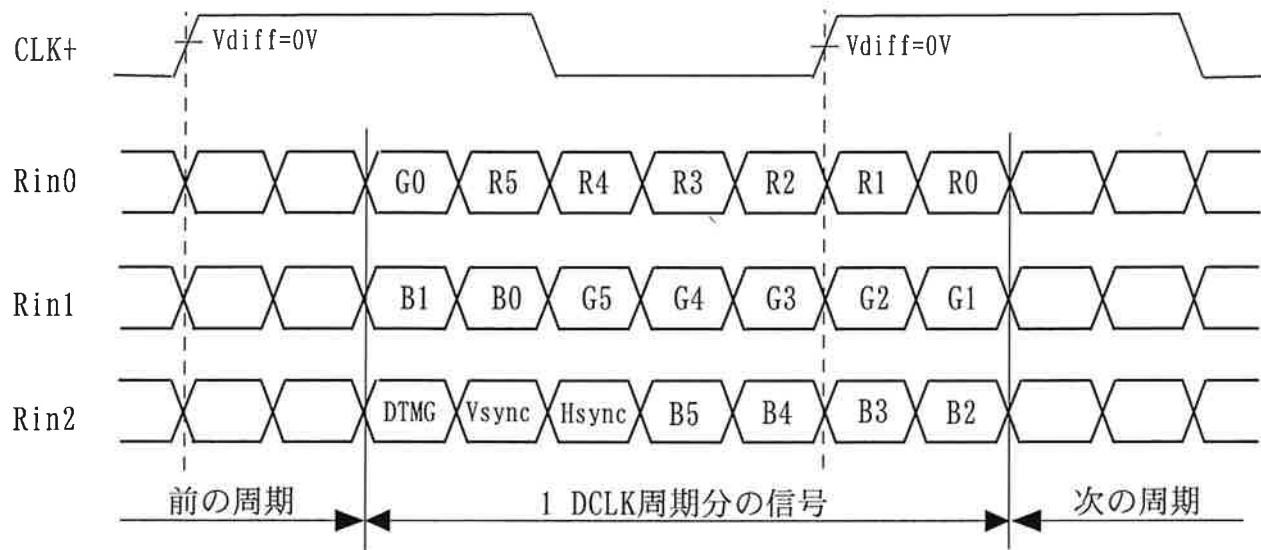 CLK+ Vdiff=0V Vdiff=0V
Rin0 G0 R5 R4 R3 R2 R1 R0
Rin1 B1 B0 G5 G4 G3 G2 G1
Rin2 DTMG Vsync Hsync B5 B4 B3 B2
前の周期 1 DCLK周期分の信号 次の周期